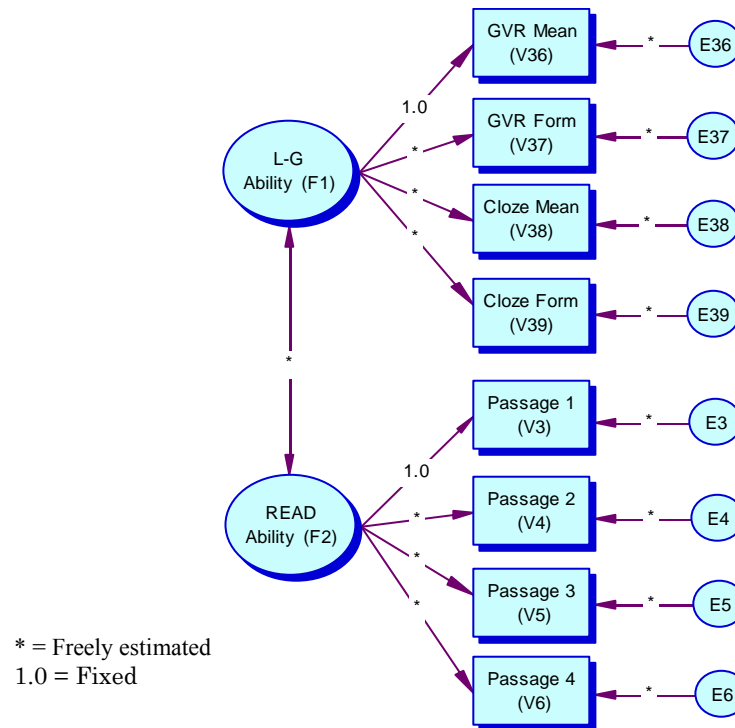 GVR Mean
(V36)
*
E36
1.0
GVR Form
(V37)
*
E37
L-G
Ability (F1)
*
*
Cloze Mean
(V38)
*
E38
*
Cloze Form
(V39)
*
E39
*
Passage 1
(V3)
*
E3
1.0
READ
Ability (F2)
*
Passage 2
(V4)
*
E4
*
Passage 3
(V5)
*
E5
*
Passage 4
(V6)
*
E6
* = Freely estimated
1.0 = Fixed